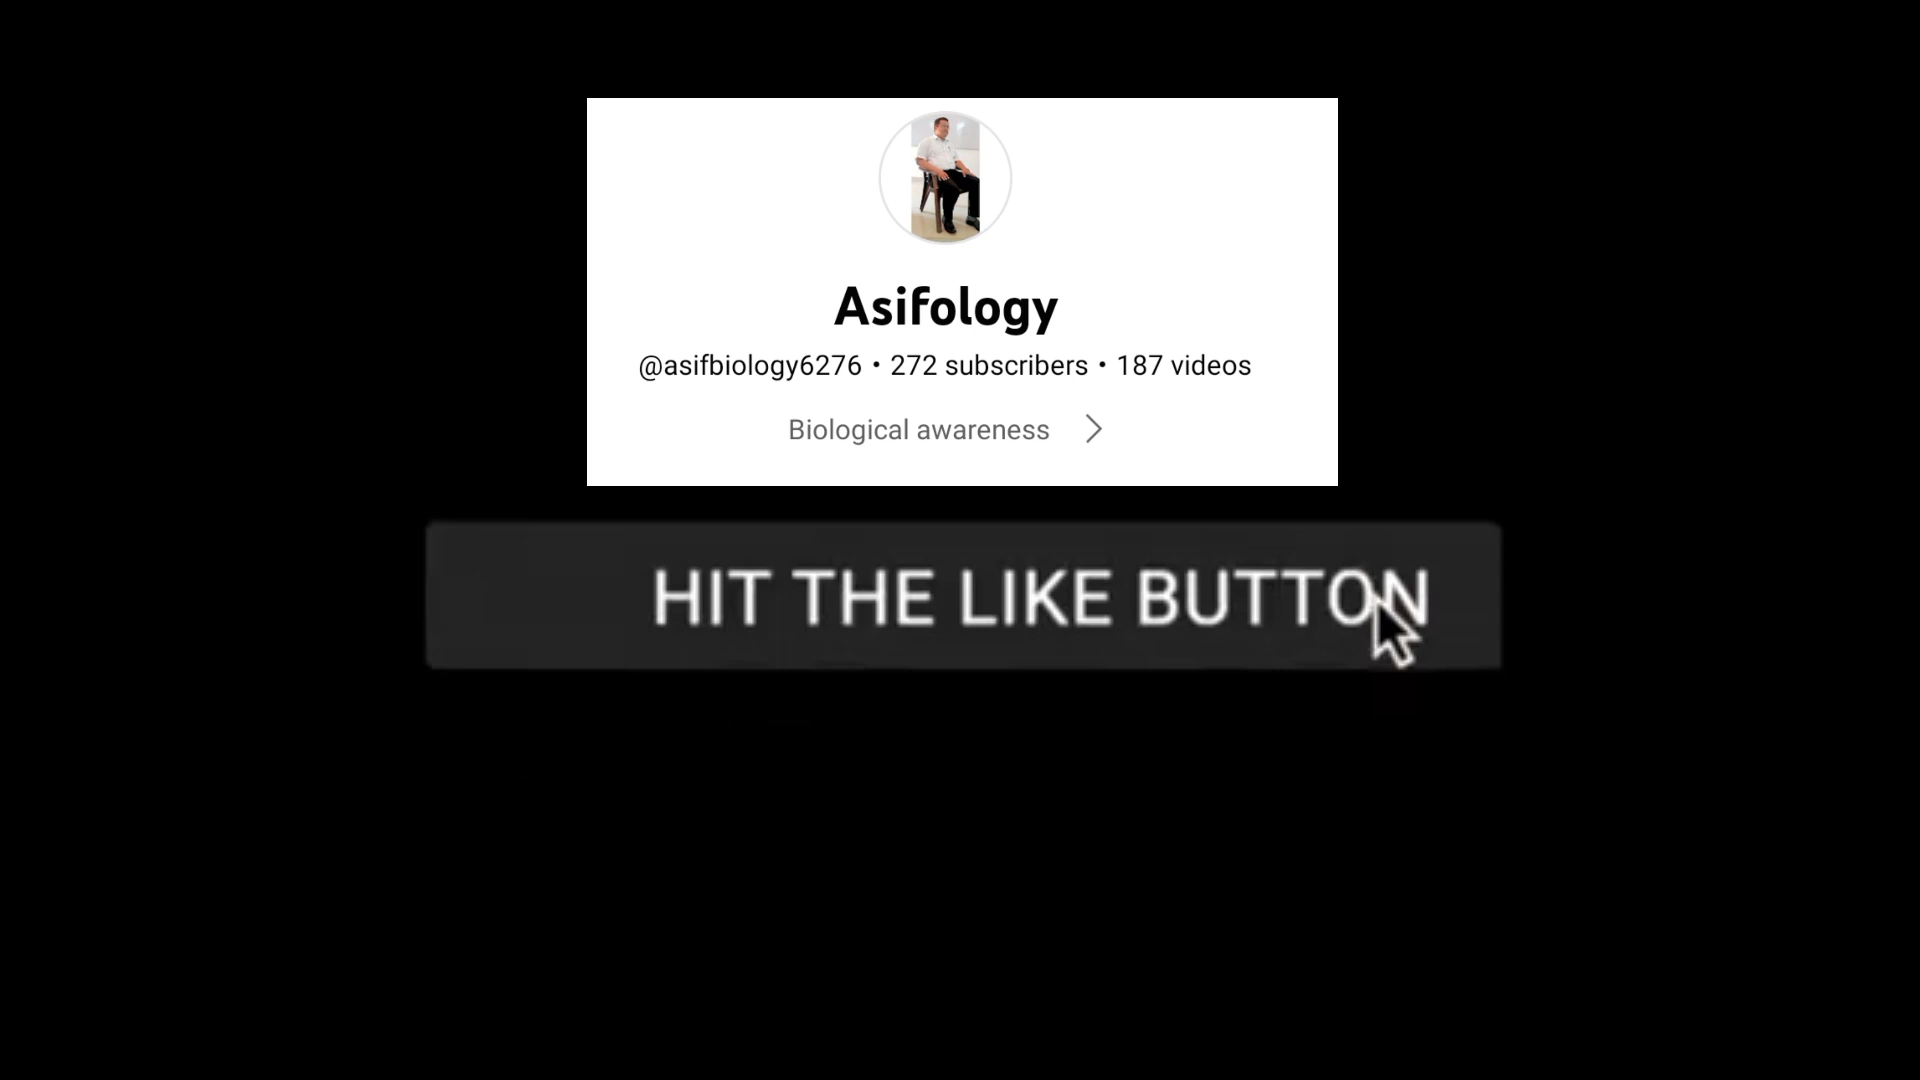 Asifology
@asifbiology6276 • 272 subscribers • 187 videos
Biological awareness
HIT THE LIKE BUTTON